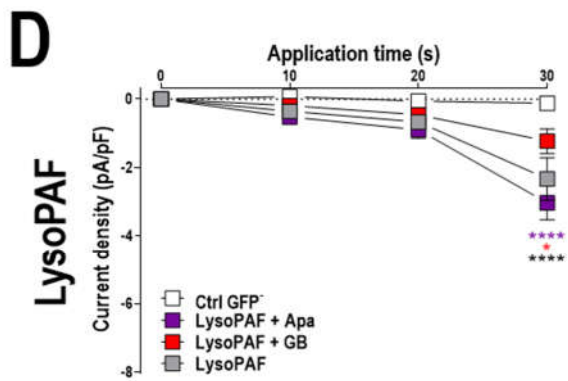 D
Application time (s)
0 10 20 30
LysoPAF
Current density (pA/pF)
0
-2
-4
-6
-8
****
*
****
Ctrl GFP⁻
LysoPAF + Apa
LysoPAF + GB
LysoPAF